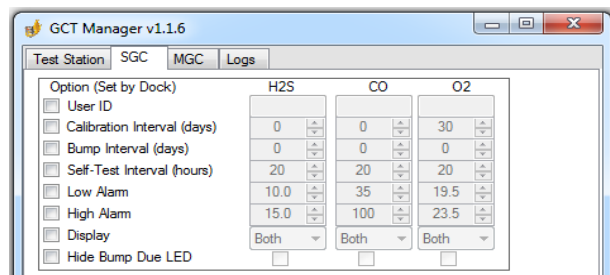 GCT Manager v1.1.6
Test Station SGC MGC Logs
Option (Set by Dock) H2S CO O2
User ID
Calibration Interval (days) 0 0 30
Bump Interval (days) 0 0 0
Self-Test Interval (hours) 20 20 20
Low Alarm 10.0 35 19.5
High Alarm 15.0 100 23.5
Display Both Both Both
Hide Bump Due LED